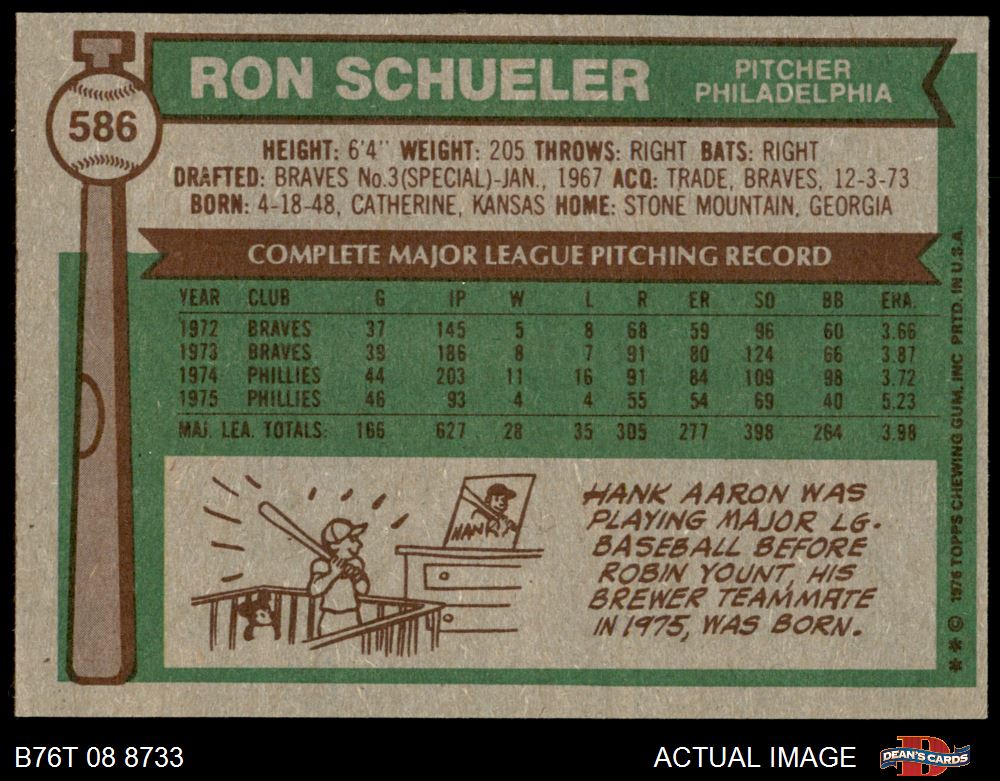 586
RON SCHUELER
PITCHER
PHILADELPHIA
HEIGHT: 6'4" WEIGHT: 205 THROWS: RIGHT BATS: RIGHT
DRAFTED: BRAVES No.3(SPECIAL)-JAN., 1967 ACQ: TRADE, BRAVES, 12-3-73
BORN: 4-18-48, CATHERINE, KANSAS HOME: STONE MOUNTAIN, GEORGIA
COMPLETE MAJOR LEAGUE PITCHING RECORD
YEAR CLUB G IP W L R ER SO BB ERA.
1972 BRAVES 37 145 5 8 68 59 96 60 3.66
1973 BRAVES 39 186 8 7 91 80 124 66 3.87
1974 PHILLIES 44 203 11 16 91 84 109 98 3.72
1975 PHILLIES 46 93 4 4 55 54 69 40 5.23
MAJ. LEA. TOTALS: 166 627 28 35 305 277 398 264 3.98
HANK
HANK AARON WAS
PLAYING MAJOR LG.
BASEBALL BEFORE
ROBIN YOUNT, HIS
BREWER TEAMMATE
IN 1975, WAS BORN.
** © 1976 TOPPS CHEWING GUM, INC PRTD. IN U.S.A.
B76T 08 8733
ACTUAL IMAGE
DEAN'S CARDS